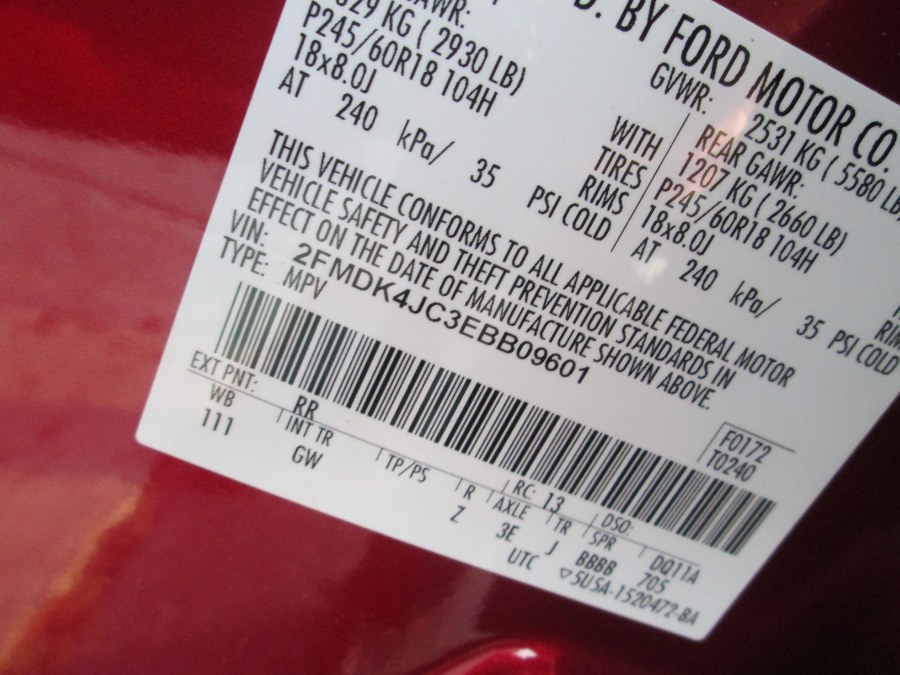 D. BY FORD MOTOR CO.
GVWR: 2531 KG ( 5580 LB
GAWR: REAR GAWR:
KG ( 2930 LB) WITH 1207 KG ( 2660 LB)
P245/60R18 104H TIRES P245/60R18 104H
18x8.0J RIMS 18x8.0J
AT 240 kPa/ 35 PSI COLD AT 240 kPa/ 35 PSI COLD
THIS VEHICLE CONFORMS TO ALL APPLICABLE FEDERAL MOTOR
VEHICLE SAFETY AND THEFT PREVENTION STANDARDS IN
EFFECT ON THE DATE OF MANUFACTURE SHOWN ABOVE.
VIN: 2FMDK4JC3EBB09601
TYPE: MPV
F0172
T0240
EXT PNT: RR RC: 13 DSO:
WB INT TR TP/PS R AXLE TR SPR DQ11A
111 GW Z 3E J BBBB 705
UTC ▽5U5A-1520472-BA